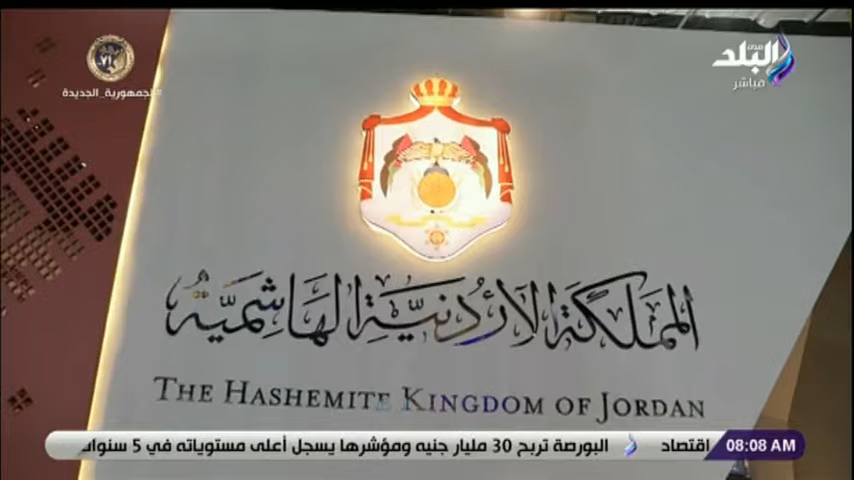 ٧١
#الجمهورية_الجديدة
صدى
البلد
مباشر
المملكة الأردنية الهاشمية
THE HASHEMITE KINGDOM OF JORDAN
08:08 AM
اقتصاد البورصة تربح 30 مليار جنيه ومؤشرها يسجل أعلى مستوياته في 5 سنوات